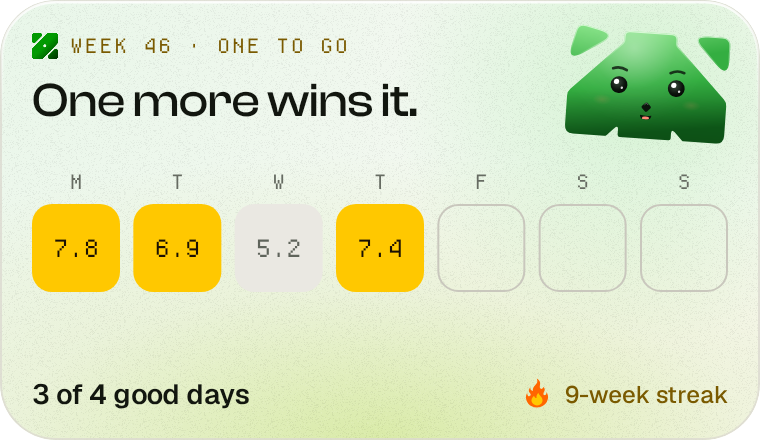 WEEK 46 · ONE TO GO
One more wins it.
M T W T F S S
7.8 6.9 5.2 7.4
3 of 4 good days
9-week streak